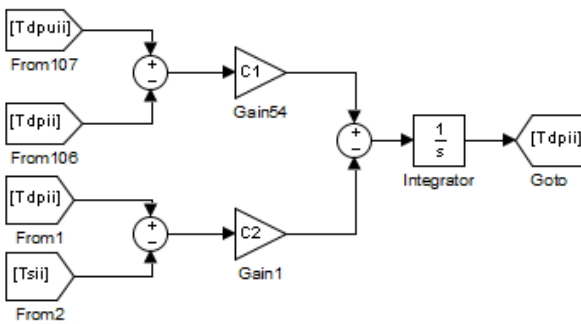 [Tdpuii]
From107
+
−
C1
Gain54
[Tdpii]
From106
+
−
1
s
Integrator
[Tdpii]
Goto
[Tdpii]
From1
+
−
C2
Gain1
[Tsii]
From2